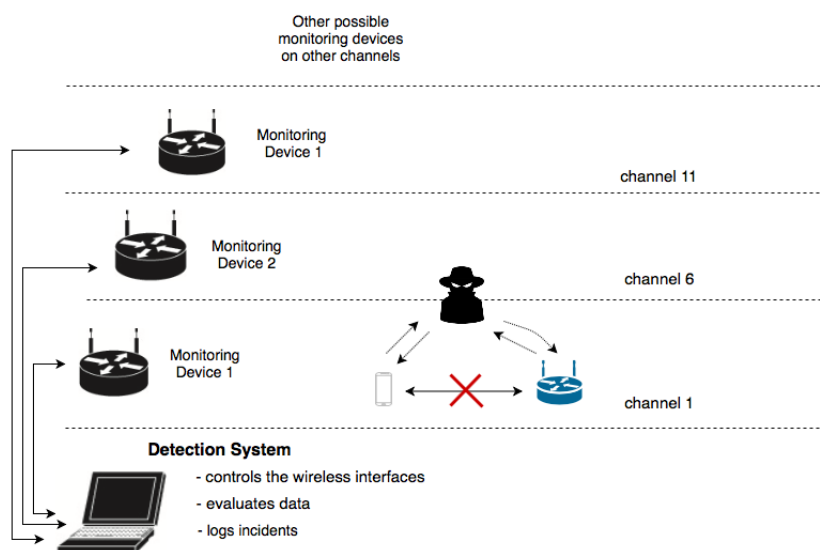 Other possible
monitoring devices
on other channels
Monitoring
Device 1
channel 11
Monitoring
Device 2
channel 6
Monitoring
Device 1
channel 1
Detection System
- controls the wireless interfaces
- evaluates data
- logs incidents